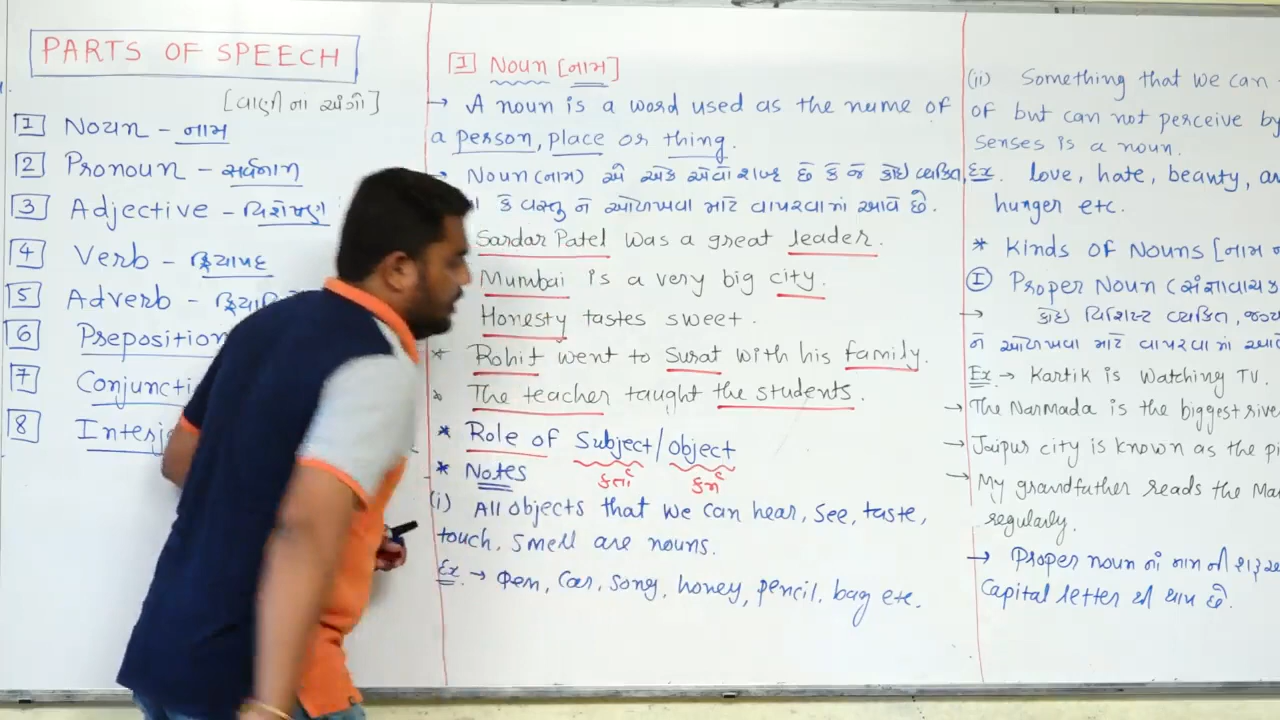 PARTS OF SPEECH
[વાણીનાં અંગો]
1 Noun - નામ
2 Pronoun - સર્વનામ
3 Adjective - વિશેષણ
4 Verb - ક્રિયાપદ
5 Adverb -
6 Preposition
7
8
I Noun [નામ]
→ A noun is a word used as the name of
a person, place or thing.
Noun (નામ) એ એક એવો શબ્દ છે કે જે કોઇ વ્યકિત,
કે વસ્તુ ને ઓળખવા માટે વાપરવામાં આવે છે.
Sardar Patel was a great leader.
Mumbai is a very big city.
Honesty tastes sweet.
* Rohit went to Surat with his family.
The teacher taught the students.
* Role of Subject/Object
કર્તા કર્મ
* Notes
(i) All objects that we can hear, see, taste,
touch, smell are nouns.
Ex. → Pen, Car, Song, honey, pencil, bag etc.
(ii) Something that we can
of but can not perceive by
senses is a noun.
Ex. love, hate, beauty,
hunger etc.
* Kinds of Nouns [નામ
I Proper Noun (સંજ્ઞાવાચક
→ કોઇ વિશિષ્ટ વ્યકિત,
ને ઓળખવા માટે વાપરવામાં
Ex → Kartik is watching TV.
→ The Narmada is the biggest
→ Jaipur city is known as the
→ My grandfather reads the
regularly.
→ Proper noun નાં નામ ની
Capital letter થી થાય છે.